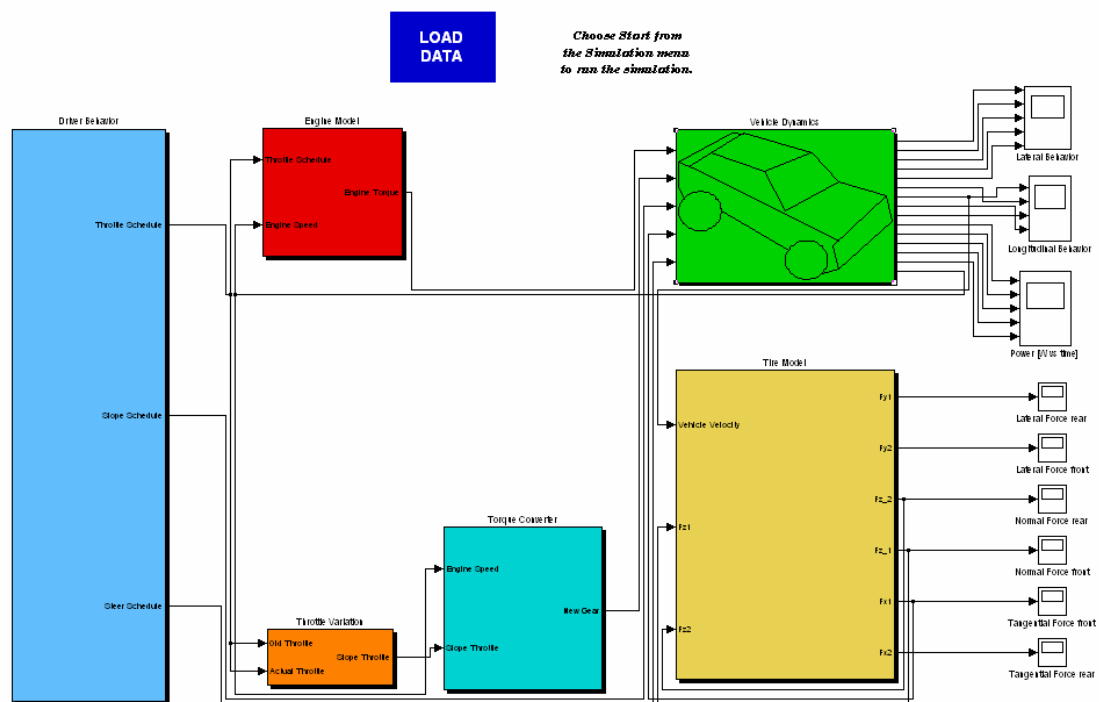 LOAD
DATA
Choose Start from
the Simulation menu
to run the simulation.
Driver Behavior
Throttle Schedule
Slope Schedule
Steer Schedule
Engine Model
Throttle Schedule
Engine Torque
Engine Speed
Vehicle Dynamics
Lateral Behavior
Longitudinal Behavior
Power [W vs time]
Tire Model
Vehicle Velocity
Fz1
Fz2
Fy1
Fy2
Fz_2
Fz_1
Fx1
Fx2
Lateral Force rear
Lateral Force front
Normal Force rear
Normal Force front
Tangential Force front
Tangential Force rear
Torque Converter
Engine Speed
New Gear
Slope Throttle
Throttle Variation
Old Throttle
Slope Throttle
Actual Throttle